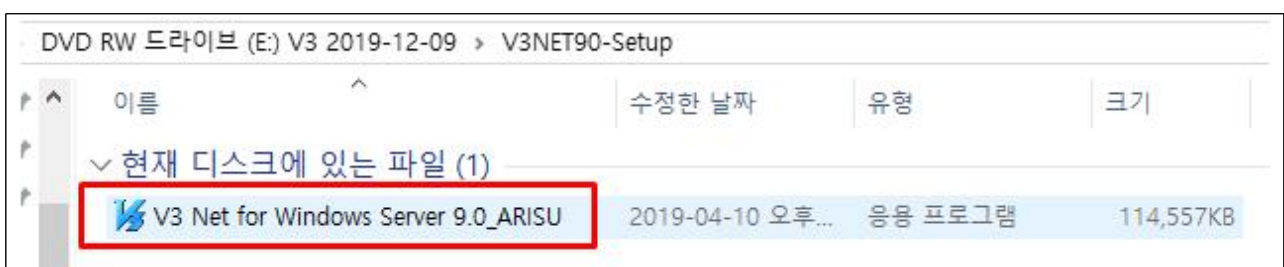 DVD RW 드라이브 (E:) V3 2019-12-09 › V3NET90-Setup
이름 수정한 날짜 유형 크기
현재 디스크에 있는 파일 (1)
V3 Net for Windows Server 9.0_ARISU 2019-04-10 오후... 응용 프로그램 114,557KB